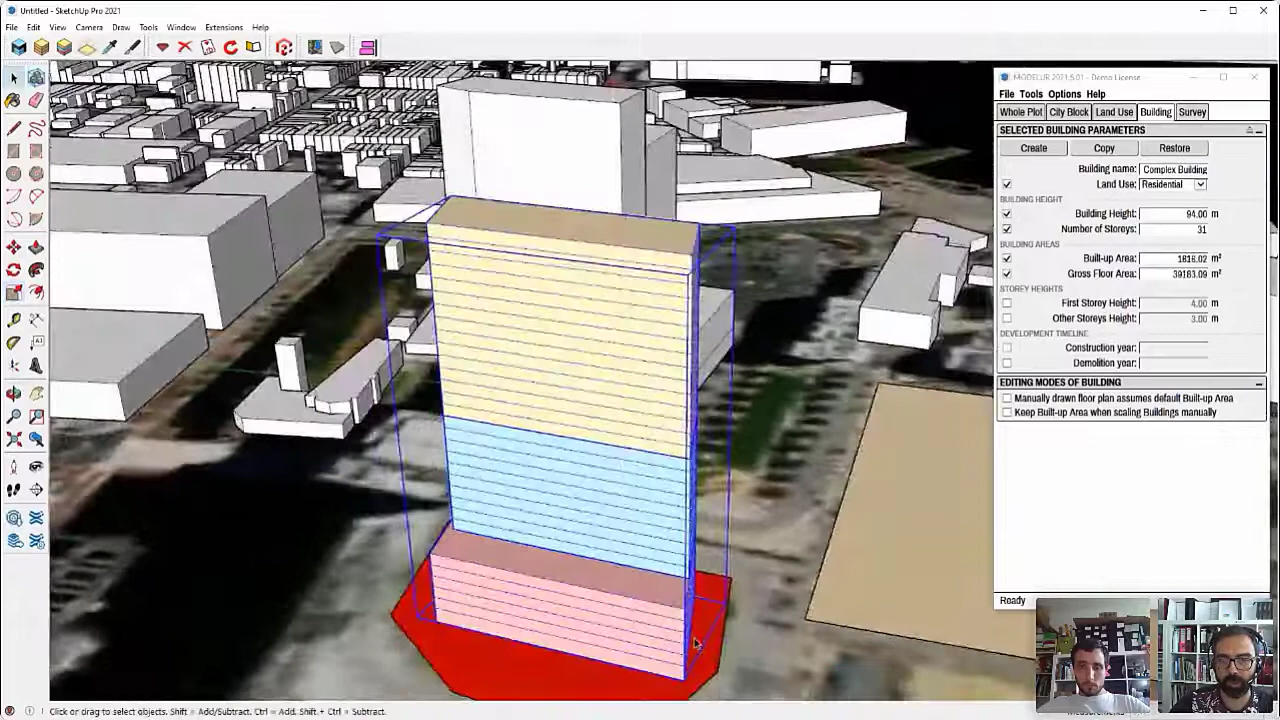 Untitled - SketchUp Pro 2021
File Edit View Camera Draw Tools Window Extensions Help
MODELUR 2021.5.01 - Demo License
File Tools Options Help
Whole Plot City Block Land Use Building Survey
SELECTED BUILDING PARAMETERS
Create Copy Restore
Building name: Complex Building
Land Use: Residential
BUILDING HEIGHT
Building Height: 94.00 m
Number of Storeys: 31
BUILDING AREAS
Built-up Area: 1816.02 m²
Gross Floor Area: 39183.09 m²
STOREY HEIGHTS
First Storey Height: 4.00 m
Other Storeys Height: 3.00 m
DEVELOPMENT TIMELINE
Construction year:
Demolition year:
EDITING MODES OF BUILDING
Manually drawn floor plan assumes default Built-up Area
Keep Built-up Area when scaling Buildings manually
Ready
Click or drag to select objects. Shift = Add/Subtract. Ctrl = Add. Shift + Ctrl = Subtract.